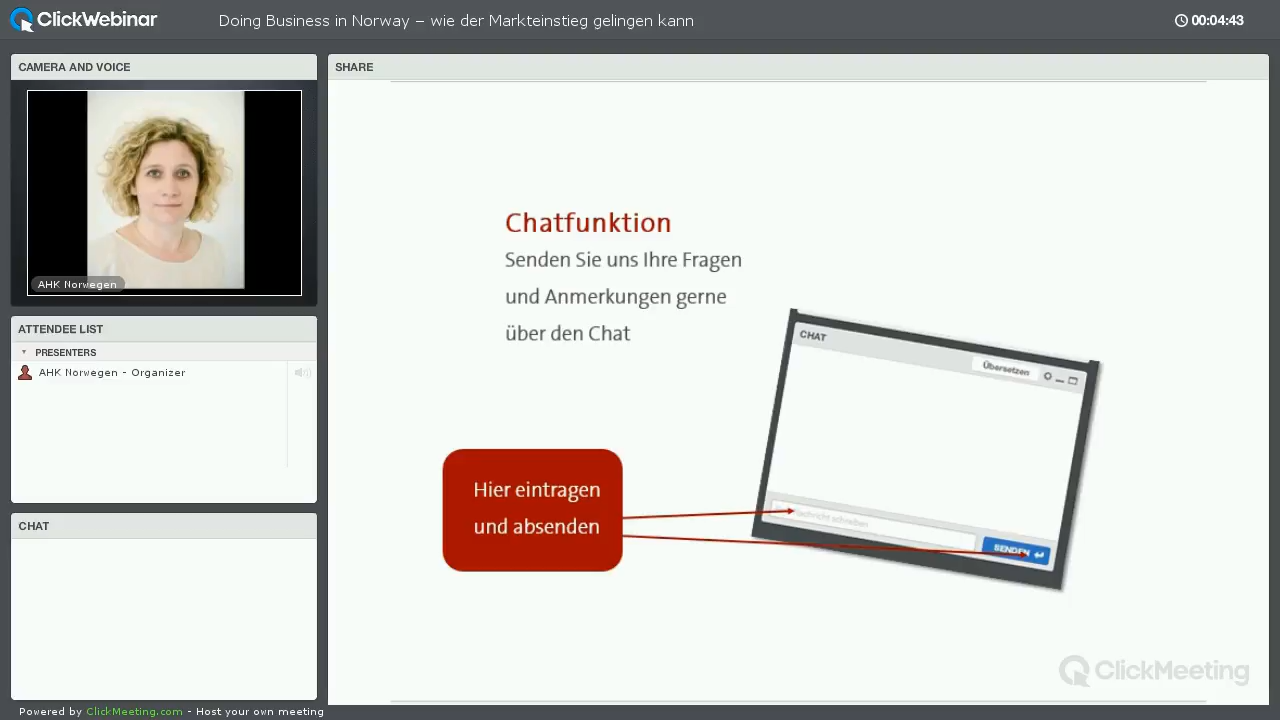 ClickWebinar
Doing Business in Norway – wie der Markteinstieg gelingen kann
00:04:43
CAMERA AND VOICE
AHK Norwegen
ATTENDEE LIST
PRESENTERS
AHK Norwegen - Organizer
CHAT
SHARE
Chatfunktion
Senden Sie uns Ihre Fragen
und Anmerkungen gerne
über den Chat
CHAT
Übersetzen
Hier eintragen
und absenden
Nachricht schreiben
SENDEN
ClickMeeting
Powered by ClickMeeting.com - Host your own meeting